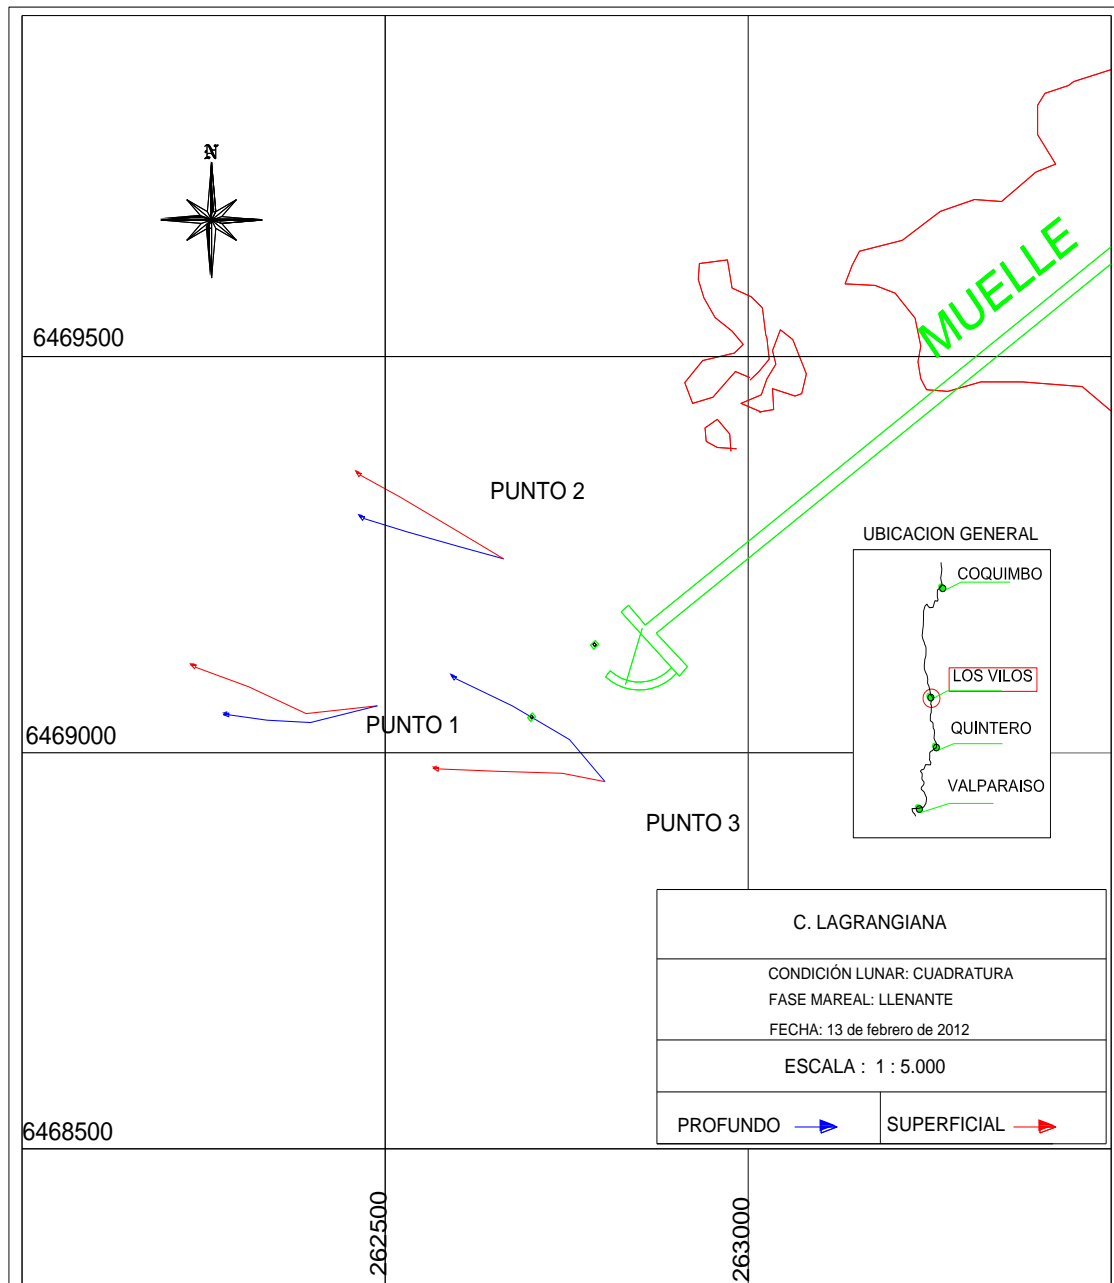 N
MUELLE
6469500
PUNTO 2
UBICACION GENERAL
COQUIMBO
LOS VILOS
QUINTERO
VALPARAISO
PUNTO 1
6469000
PUNTO 3
C. LAGRANGIANA
CONDICIÓN LUNAR: CUADRATURA
FASE MAREAL: LLENANTE
FECHA: 13 de febrero de 2012
ESCALA : 1 : 5.000
PROFUNDO
SUPERFICIAL
6468500
262500
263000